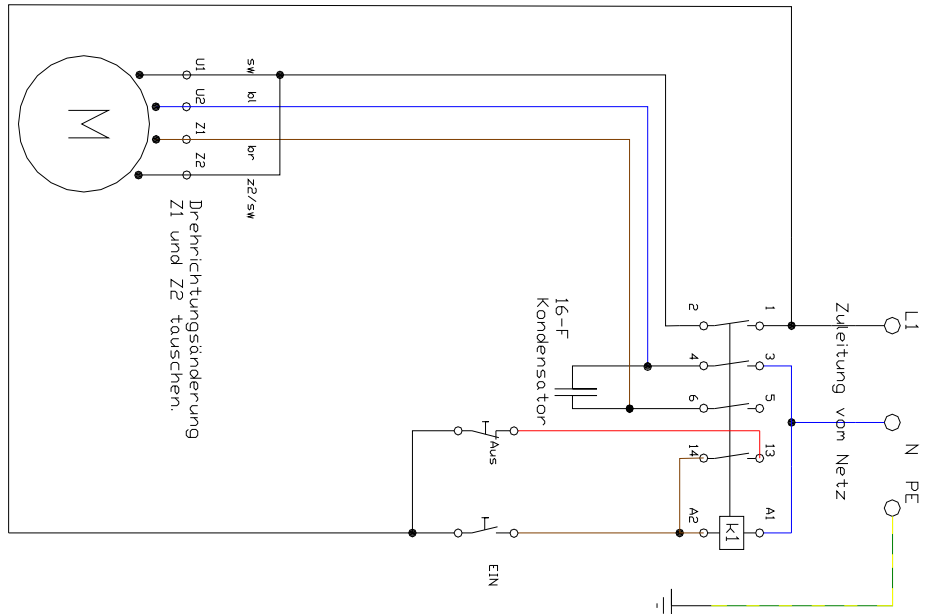 L1
N
PE
Zuleitung vom Netz
1
2
3
4
5
6
13
14
A1
A2
K1
16-F
Kondensator
Aus
EIN
M
U1
U2
Z1
Z2
sw
bl
br
z2/sw
Drehrichtungsänderung
Z1 und Z2 tauschen.